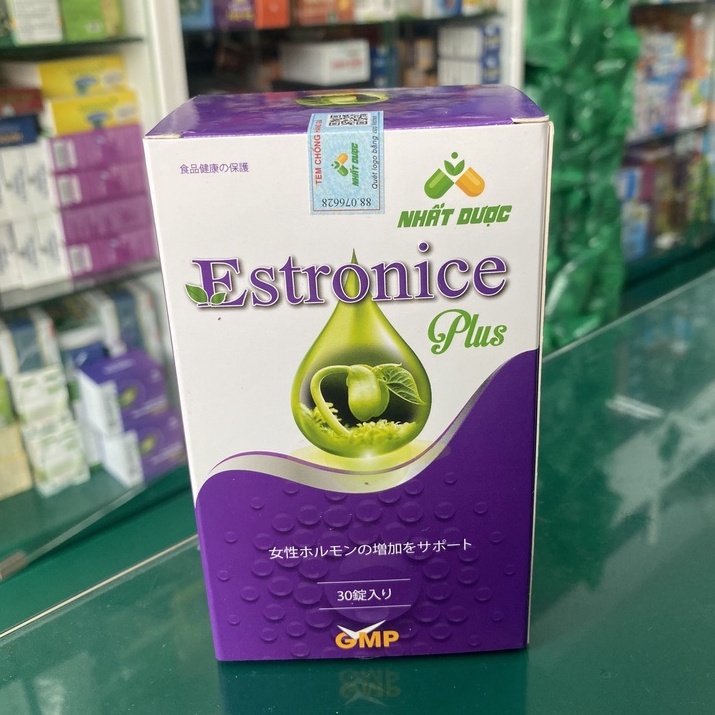 食品健康の保護
TEM CHỐNG
NHẤT DƯỢC
Quét logo bằng
88.076628
NHẤT DƯỢC
Estronice
Plus
女性ホルモンの増加をサポート
30錠入り
GMP